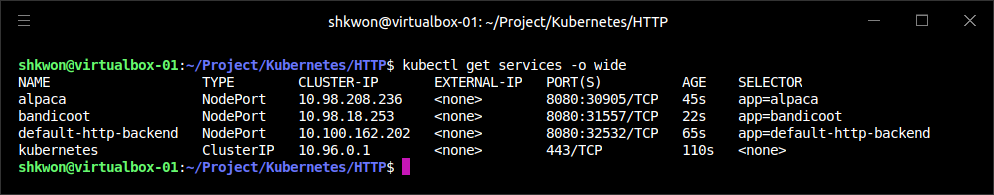 shkwon@virtualbox-01: ~/Project/Kubernetes/HTTP
shkwon@virtualbox-01:~/Project/Kubernetes/HTTP$ kubectl get services -o wide
NAME                   TYPE        CLUSTER-IP       EXTERNAL-IP   PORT(S)          AGE    SELECTOR
alpaca                 NodePort    10.98.208.236    <none>        8080:30905/TCP   45s    app=alpaca
bandicoot              NodePort    10.98.18.253     <none>        8080:31557/TCP   22s    app=bandicoot
default-http-backend   NodePort    10.100.162.202   <none>        8080:32532/TCP   65s    app=default-http-backend
kubernetes             ClusterIP   10.96.0.1        <none>        443/TCP          110s   <none>
shkwon@virtualbox-01:~/Project/Kubernetes/HTTP$